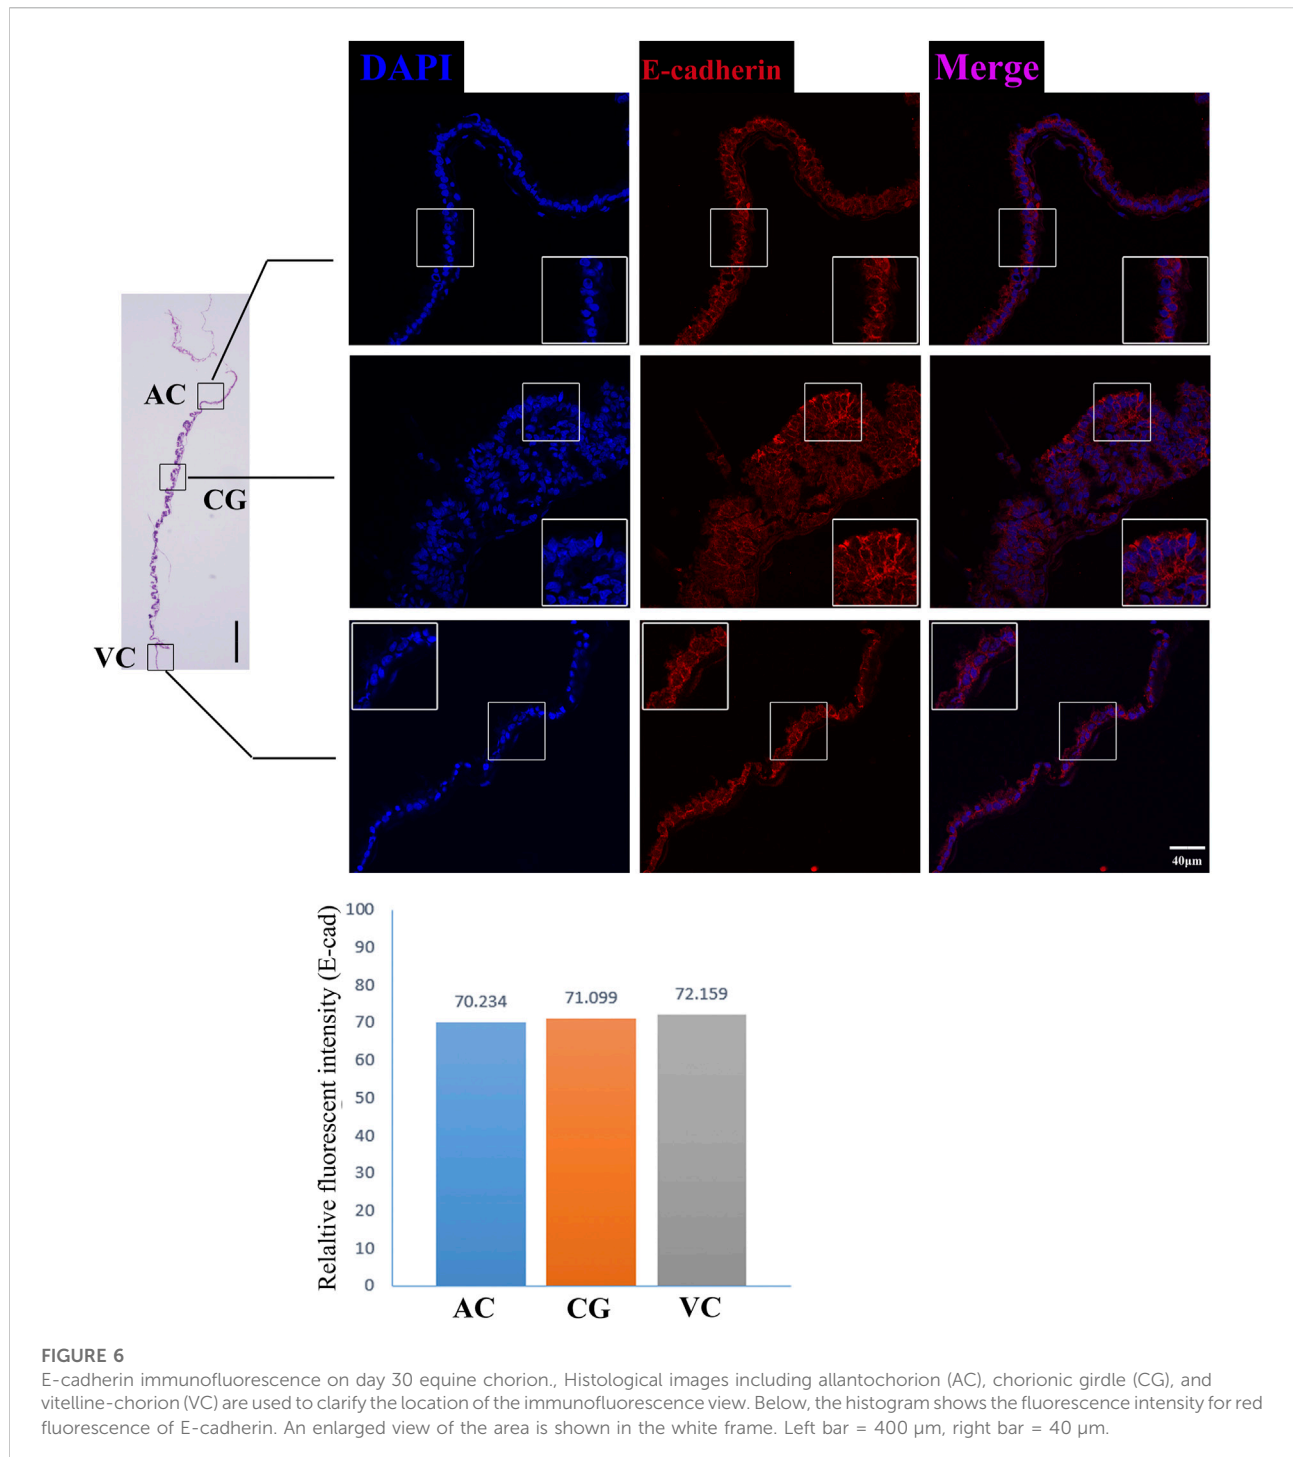 DAPI
E-cadherin
Merge
AC
CG
VC
40μm
Relaltive fluorescent intensity (E-cad)
100
90
80
70
60
50
40
30
20
10
0
70.234
71.099
72.159
AC
CG
VC
FIGURE 6
E-cadherin immunofluorescence on day 30 equine chorion., Histological images including allantochorion (AC), chorionic girdle (CG), and
vitelline-chorion (VC) are used to clarify the location of the immunofluorescence view. Below, the histogram shows the fluorescence intensity for red
fluorescence of E-cadherin. An enlarged view of the area is shown in the white frame. Left bar = 400 μm, right bar = 40 μm.